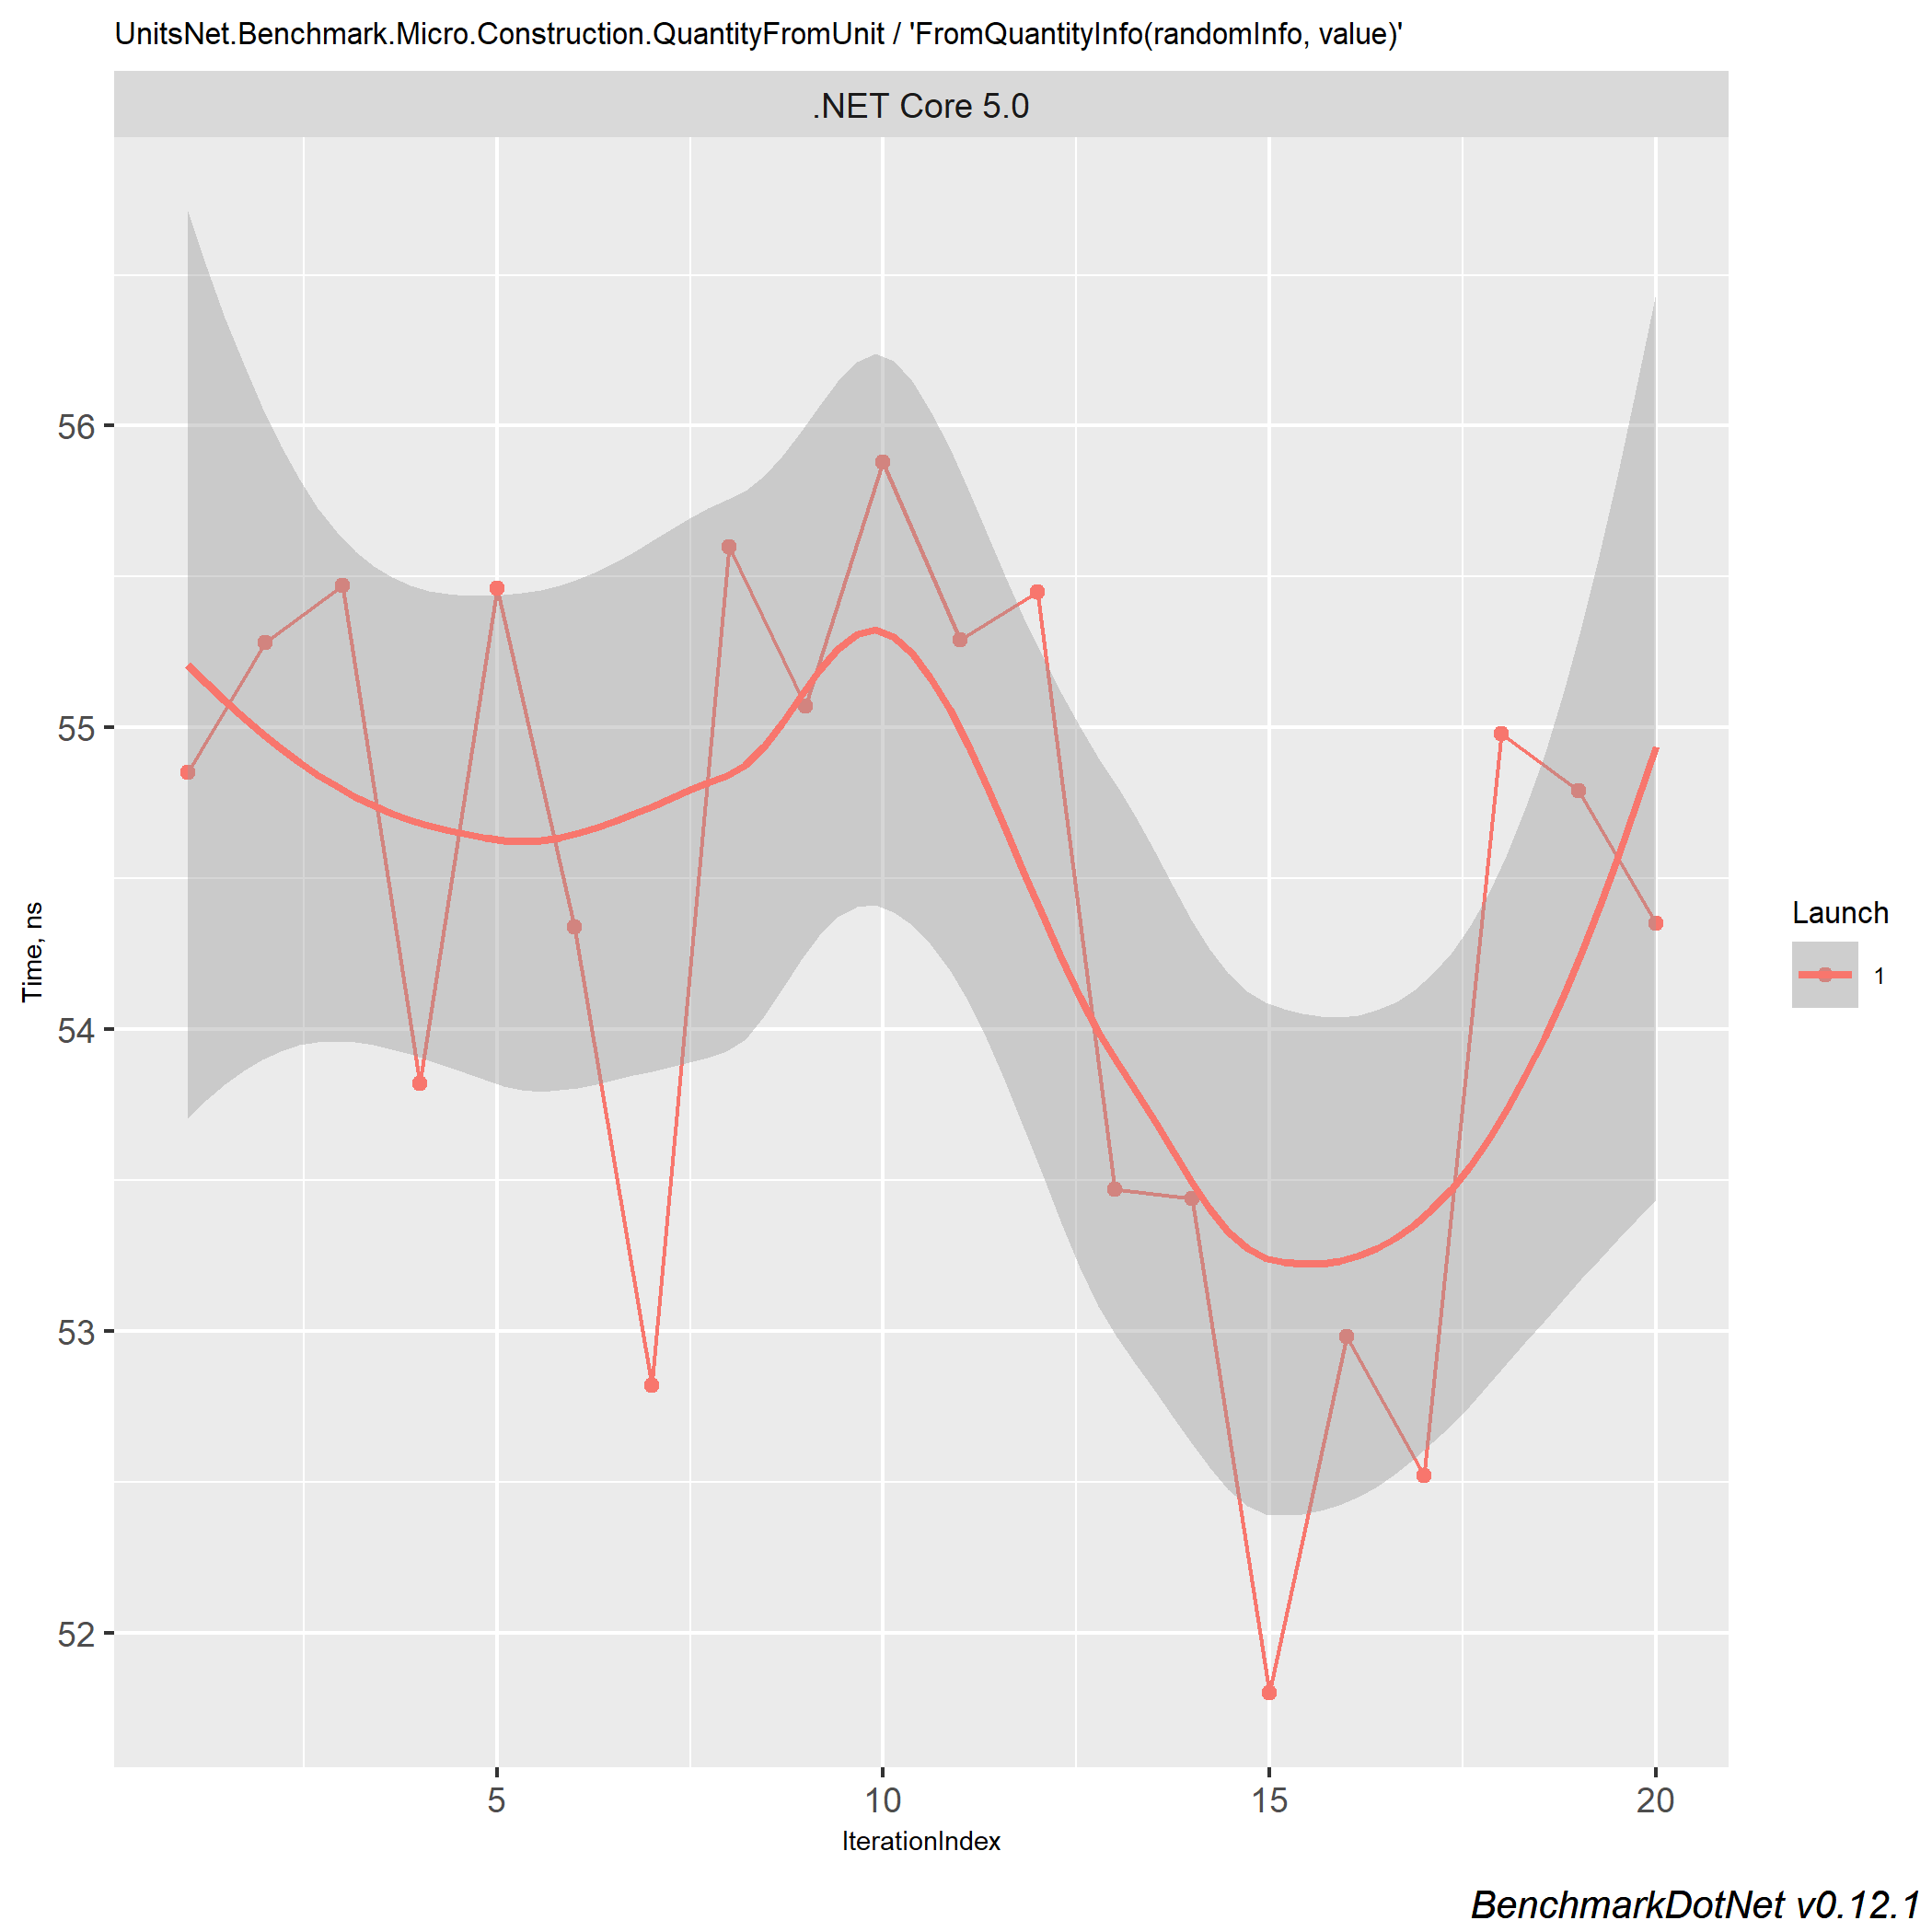 UnitsNet.Benchmark.Micro.Construction.QuantityFromUnit / 'FromQuantityInfo(randomInfo, value)'
.NET Core 5.0
56
55
54
53
52
Time, ns
5 10 15 20
IterationIndex
Launch
1
BenchmarkDotNet v0.12.1